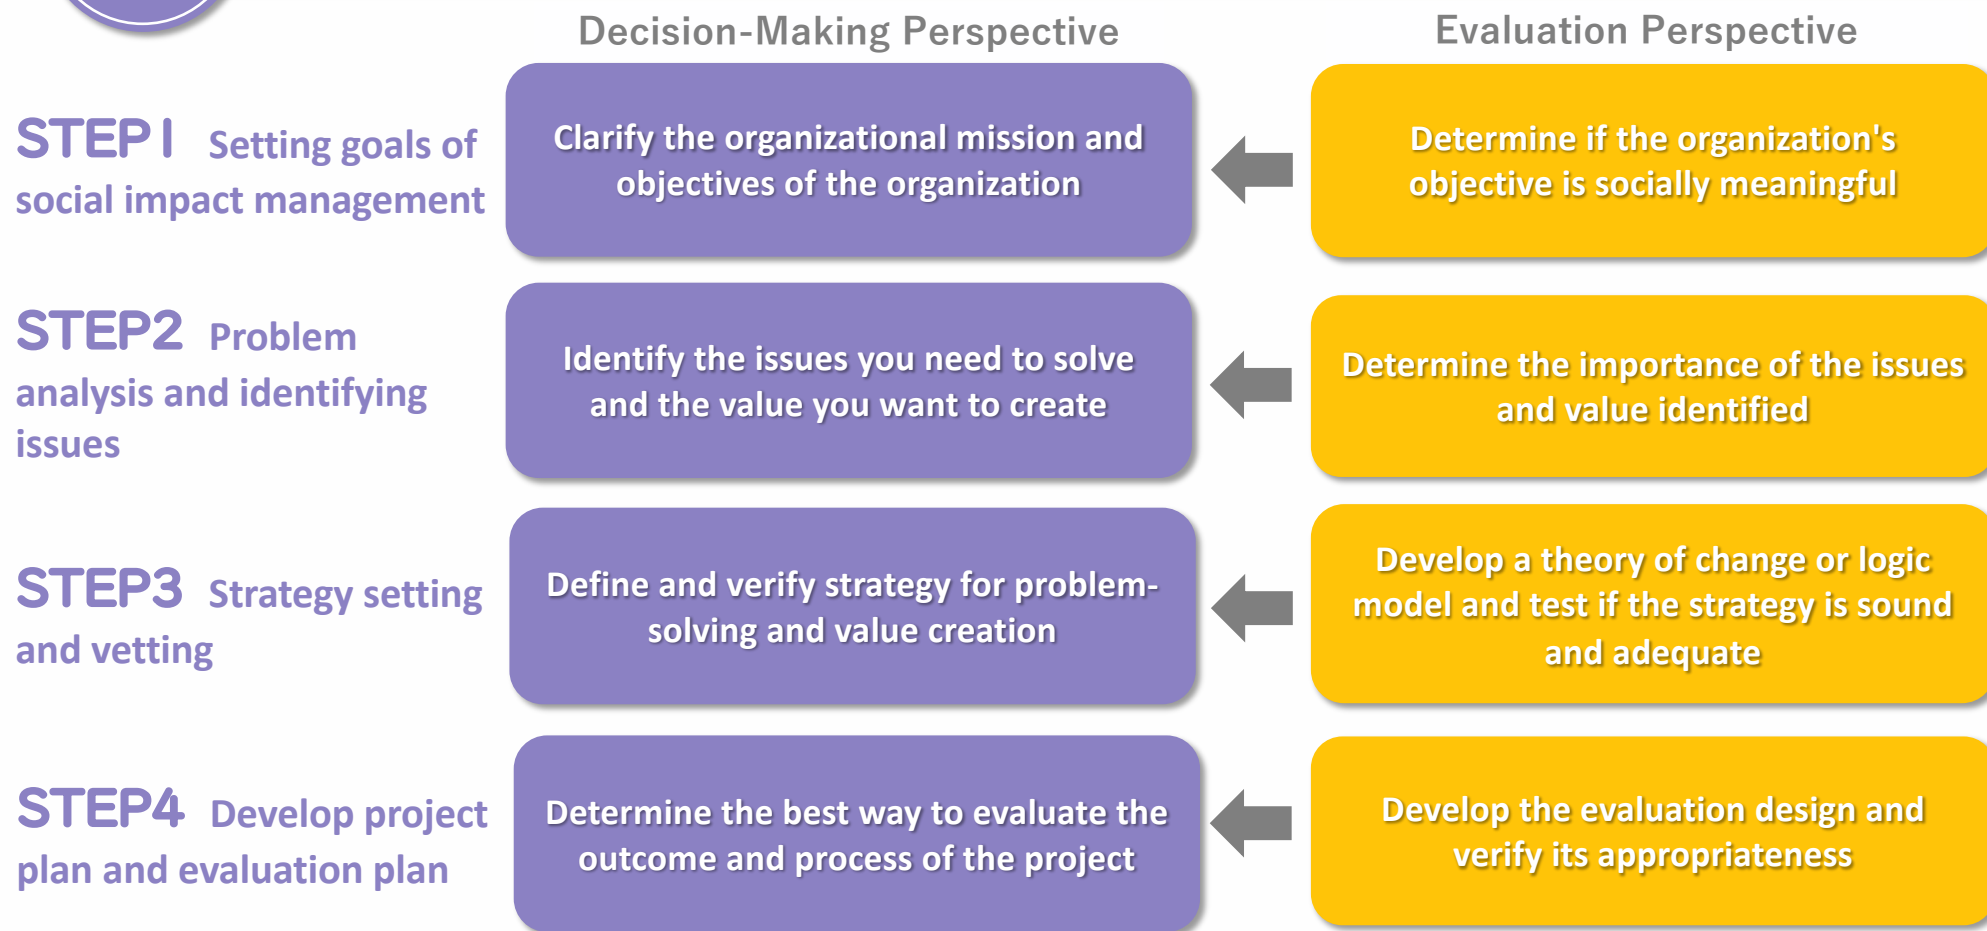 Decision-Making Perspective
Evaluation Perspective
STEP1 Setting goals of
social impact management
Clarify the organizational mission and
objectives of the organization
Determine if the organization's
objective is socially meaningful
STEP2 Problem
analysis and identifying
issues
Identify the issues you need to solve
and the value you want to create
Determine the importance of the issues
and value identified
STEP3 Strategy setting
and vetting
Define and verify strategy for problem-
solving and value creation
Develop a theory of change or logic
model and test if the strategy is sound
and adequate
STEP4 Develop project
plan and evaluation plan
Determine the best way to evaluate the
outcome and process of the project
Develop the evaluation design and
verify its appropriateness